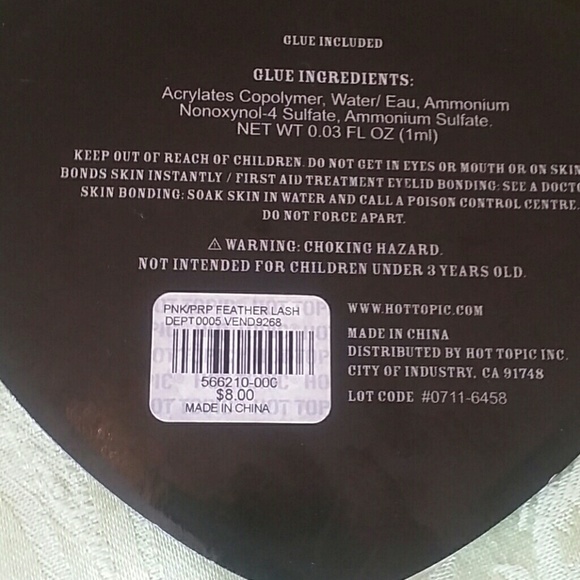 GLUE INCLUDED
GLUE INGREDIENTS:
Acrylates Copolymer, Water/ Eau, Ammonium
Nonoxynol-4 Sulfate, Ammonium Sulfate.
NET WT 0.03 FL OZ (1ml)
KEEP OUT OF REACH OF CHILDREN. DO NOT GET IN EYES OR MOUTH OR ON SKIN
BONDS SKIN INSTANTLY / FIRST AID TREATMENT EYELID BONDING: SEE A DOCTO
SKIN BONDING: SOAK SKIN IN WATER AND CALL A POISON CONTROL CENTRE.
DO NOT FORCE APART.
⚠ WARNING: CHOKING HAZARD.
NOT INTENDED FOR CHILDREN UNDER 3 YEARS OLD.
PNK/PRP FEATHER LASH
DEPT 0005 VEND 9268
566210-000
$8.00
MADE IN CHINA
WWW.HOTTOPIC.COM
MADE IN CHINA
DISTRIBUTED BY HOT TOPIC INC.
CITY OF INDUSTRY, CA 91748
LOT CODE #0711-6458